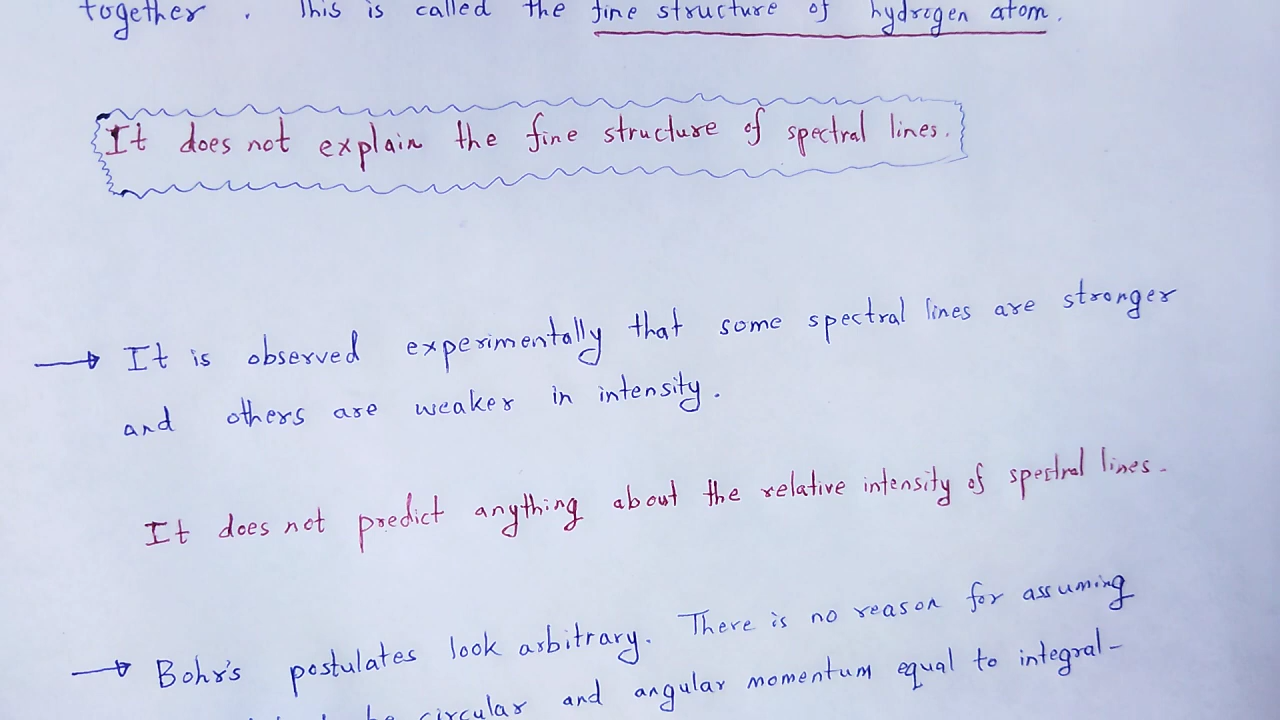 together. This is called the fine structure of hydrogen atom.
It does not explain the fine structure of spectral lines.
It is observed experimentally that some spectral lines are stronger
and others are weaker in intensity.
It does not predict anything about the relative intensity of spectral lines.
Bohr's postulates look arbitrary. There is no reason for assuming
be circular and angular momentum equal to integral-